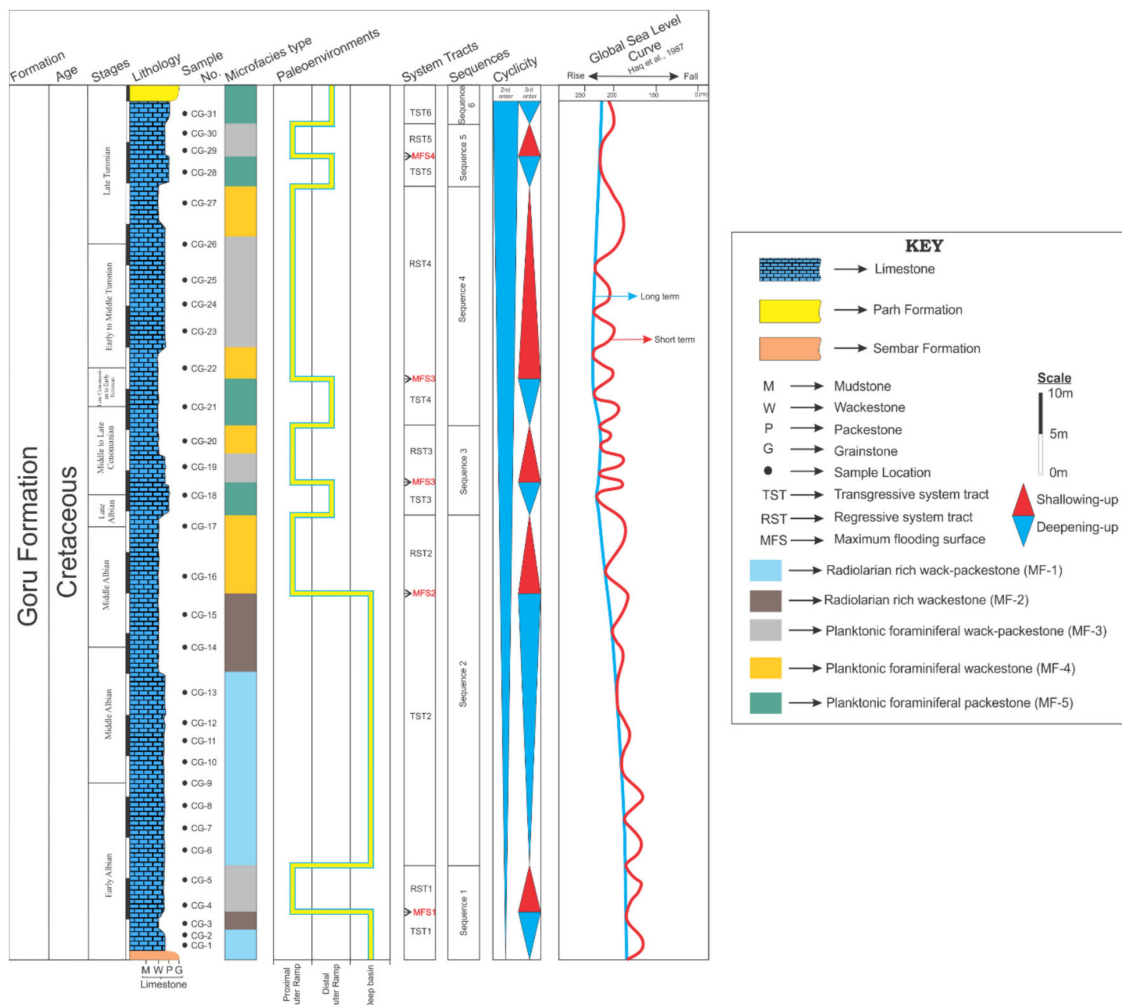 Formation
Age
Stages
Lithology
Sample
No.
Microfacies type
Paleoenvironments
System Tracts
Sequences
Cyclicity
2nd
order
3rd
order
Global Sea Level
Curve
Haq et al., 1987
Rise
Fall
250
200
150
0.0(m)
Goru Formation
Cretaceous
Late Turonian
Early to Middle Turonian
Late Cenomani-
an to Early
Turonian
Middle to Late
Cenomanian
Late
Albian
Middle Albian
Middle Albian
Early Albian
CG-31
CG-30
CG-29
CG-28
CG-27
CG-26
CG-25
CG-24
CG-23
CG-22
CG-21
CG-20
CG-19
CG-18
CG-17
CG-16
CG-15
CG-14
CG-13
CG-12
CG-11
CG-10
CG-9
CG-8
CG-7
CG-6
CG-5
CG-4
CG-3
CG-2
CG-1
TST6
RST5
MFS4
TST5
RST4
MFS3
TST4
RST3
MFS3
TST3
RST2
MFS2
TST2
RST1
MFS1
TST1
Sequence
6
Sequence 5
Sequence 4
Sequence 3
Sequence 2
Sequence 1
Long term
Short term
M W P G
Limestone
Proximal
uter Ramp
Distal
uter Ramp
Deep basin
KEY
Limestone
Parh Formation
Sembar Formation
M Mudstone
W Wackestone
P Packestone
G Grainstone
Sample Location
TST Transgressive system tract
RST Regressive system tract
MFS Maximum flooding surface
Scale
10m
5m
0m
Shallowing-up
Deepening-up
Radiolarian rich wack-packestone (MF-1)
Radiolarian rich wackestone (MF-2)
Planktonic foraminiferal wack-packestone (MF-3)
Planktonic foraminiferal wackestone (MF-4)
Planktonic foraminiferal packestone (MF-5)